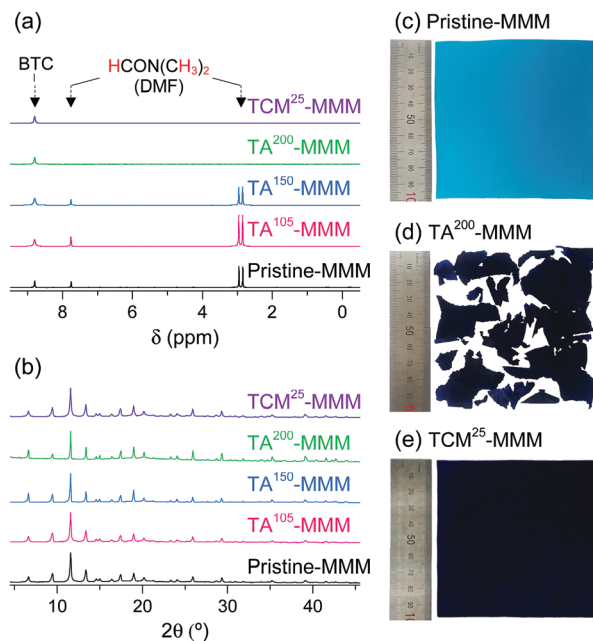 (a)
BTC
HCON(CH₃)₂
(DMF)
TCM²⁵-MMM
TA²⁰⁰-MMM
TA¹⁵⁰-MMM
TA¹⁰⁵-MMM
Pristine-MMM
8 6 4 2 0
δ (ppm)
(b)
TCM²⁵-MMM
TA²⁰⁰-MMM
TA¹⁵⁰-MMM
TA¹⁰⁵-MMM
Pristine-MMM
10 20 30 40
2θ (º)
(c) Pristine-MMM
(d) TA²⁰⁰-MMM
(e) TCM²⁵-MMM